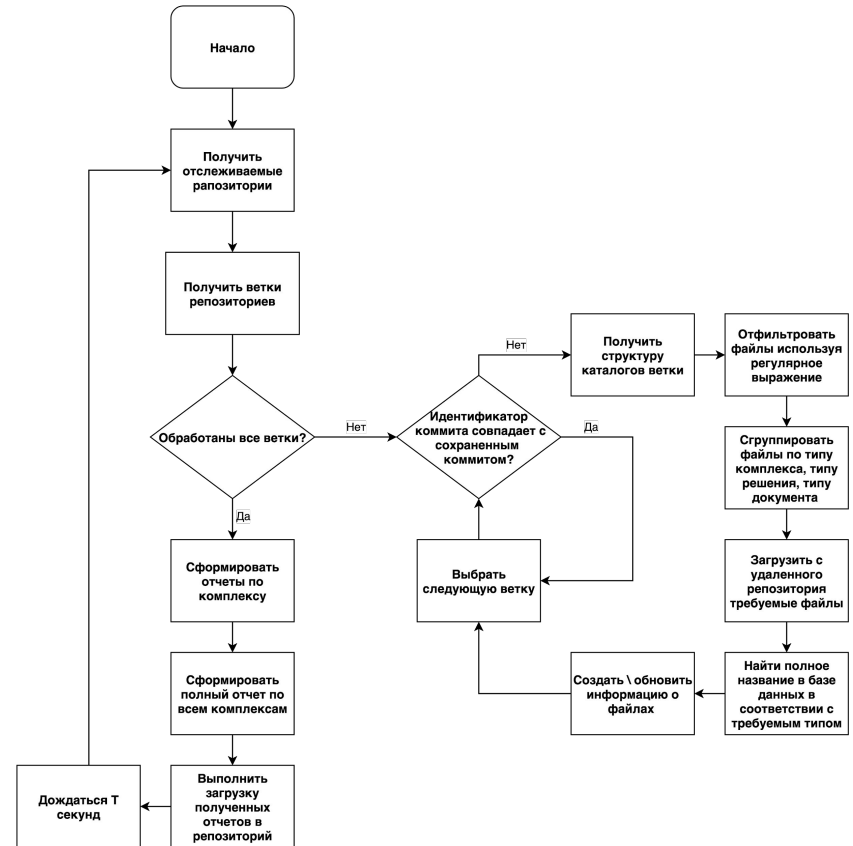 Начало
Получить
отслеживаемые
рапозитории
Получить ветки
репозиториев
Обработаны все ветки?
Нет
Да
Идентификатор
коммита совпадает с
сохраненным
коммитом?
Нет
Да
Получить
структуру
каталогов ветки
Отфильтровать
файлы используя
регулярное
выражение
Сгруппировать
файлы по типу
комплекса, типу
решения, типу
документа
Загрузить с
удаленного
репозитория
требуемые файлы
Найти полное
название в базе
данных в
соответствии с
требуемым типом
Создать \ обновить
информацию о
файлах
Выбрать
следующую ветку
Сформировать
отчеты по
комплексу
Сформировать
полный отчет по
всем комплексам
Выполнить
загрузку
полученных
отчетов в
репозиторий
Дождаться Т
секунд